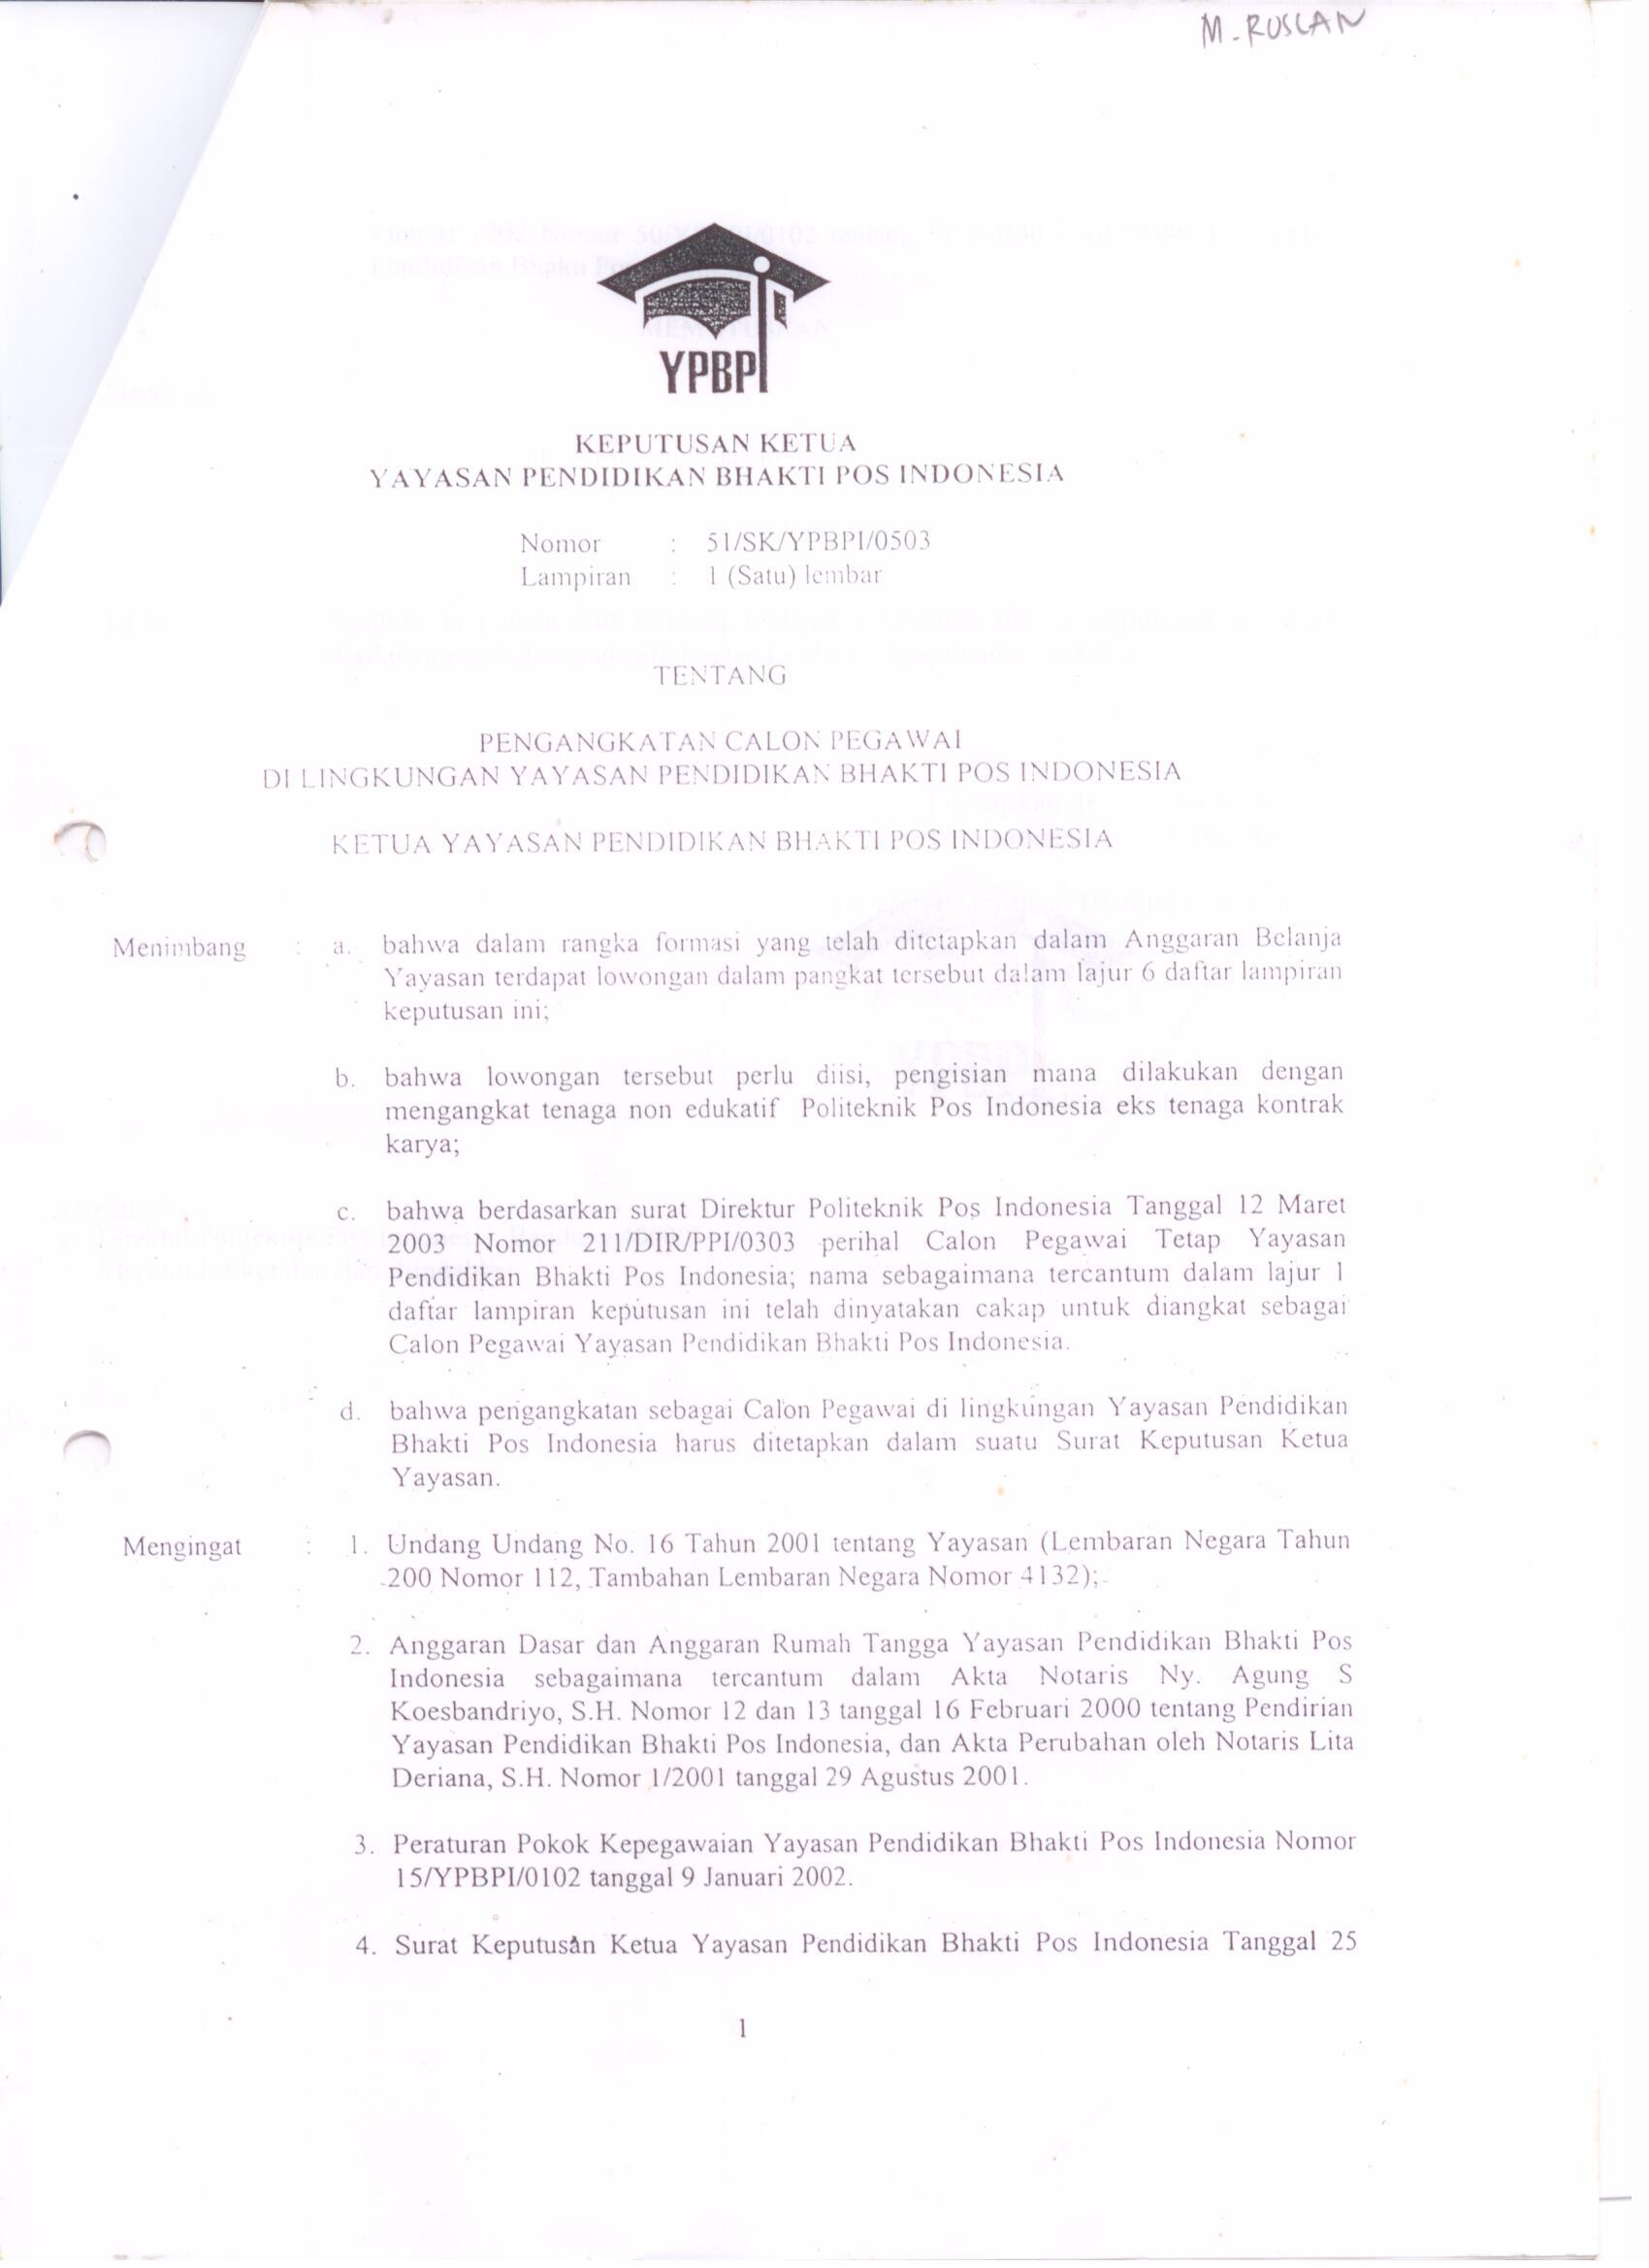 M. RUSLAN
YPBPI
KEPUTUSAN KETUA
YAYASAN PENDIDIKAN BHAKTI POS INDONESIA
Nomor : 51/SK/YPBPI/0503
Lampiran : 1 (Satu) lembar
TENTANG
PENGANGKATAN CALON PEGAWAI
DI LINGKUNGAN YAYASAN PENDIDIKAN BHAKTI POS INDONESIA
KETUA YAYASAN PENDIDIKAN BHAKTI POS INDONESIA
Menimbang : a. bahwa dalam rangka formasi yang telah ditetapkan dalam Anggaran Belanja
Yayasan terdapat lowongan dalam pangkat tersebut dalam lajur 6 daftar lampiran
keputusan ini;
b. bahwa lowongan tersebut perlu diisi, pengisian mana dilakukan dengan
mengangkat tenaga non edukatif Politeknik Pos Indonesia eks tenaga kontrak
karya;
c. bahwa berdasarkan surat Direktur Politeknik Pos Indonesia Tanggal 12 Maret
2003 Nomor 211/DIR/PPI/0303 perihal Calon Pegawai Tetap Yayasan
Pendidikan Bhakti Pos Indonesia; nama sebagaimana tercantum dalam lajur 1
daftar lampiran keputusan ini telah dinyatakan cakap untuk diangkat sebagai
Calon Pegawai Yayasan Pendidikan Bhakti Pos Indonesia.
d. bahwa pengangkatan sebagai Calon Pegawai di lingkungan Yayasan Pendidikan
Bhakti Pos Indonesia harus ditetapkan dalam suatu Surat Keputusan Ketua
Yayasan.
Mengingat : 1. Undang Undang No. 16 Tahun 2001 tentang Yayasan (Lembaran Negara Tahun
200 Nomor 112, Tambahan Lembaran Negara Nomor 4132);
2. Anggaran Dasar dan Anggaran Rumah Tangga Yayasan Pendidikan Bhakti Pos
Indonesia sebagaimana tercantum dalam Akta Notaris Ny. Agung S
Koesbandriyo, S.H. Nomor 12 dan 13 tanggal 16 Februari 2000 tentang Pendirian
Yayasan Pendidikan Bhakti Pos Indonesia, dan Akta Perubahan oleh Notaris Lita
Deriana, S.H. Nomor 1/2001 tanggal 29 Agustus 2001.
3. Peraturan Pokok Kepegawaian Yayasan Pendidikan Bhakti Pos Indonesia Nomor
15/YPBPI/0102 tanggal 9 Januari 2002.
4. Surat Keputusan Ketua Yayasan Pendidikan Bhakti Pos Indonesia Tanggal 25
1